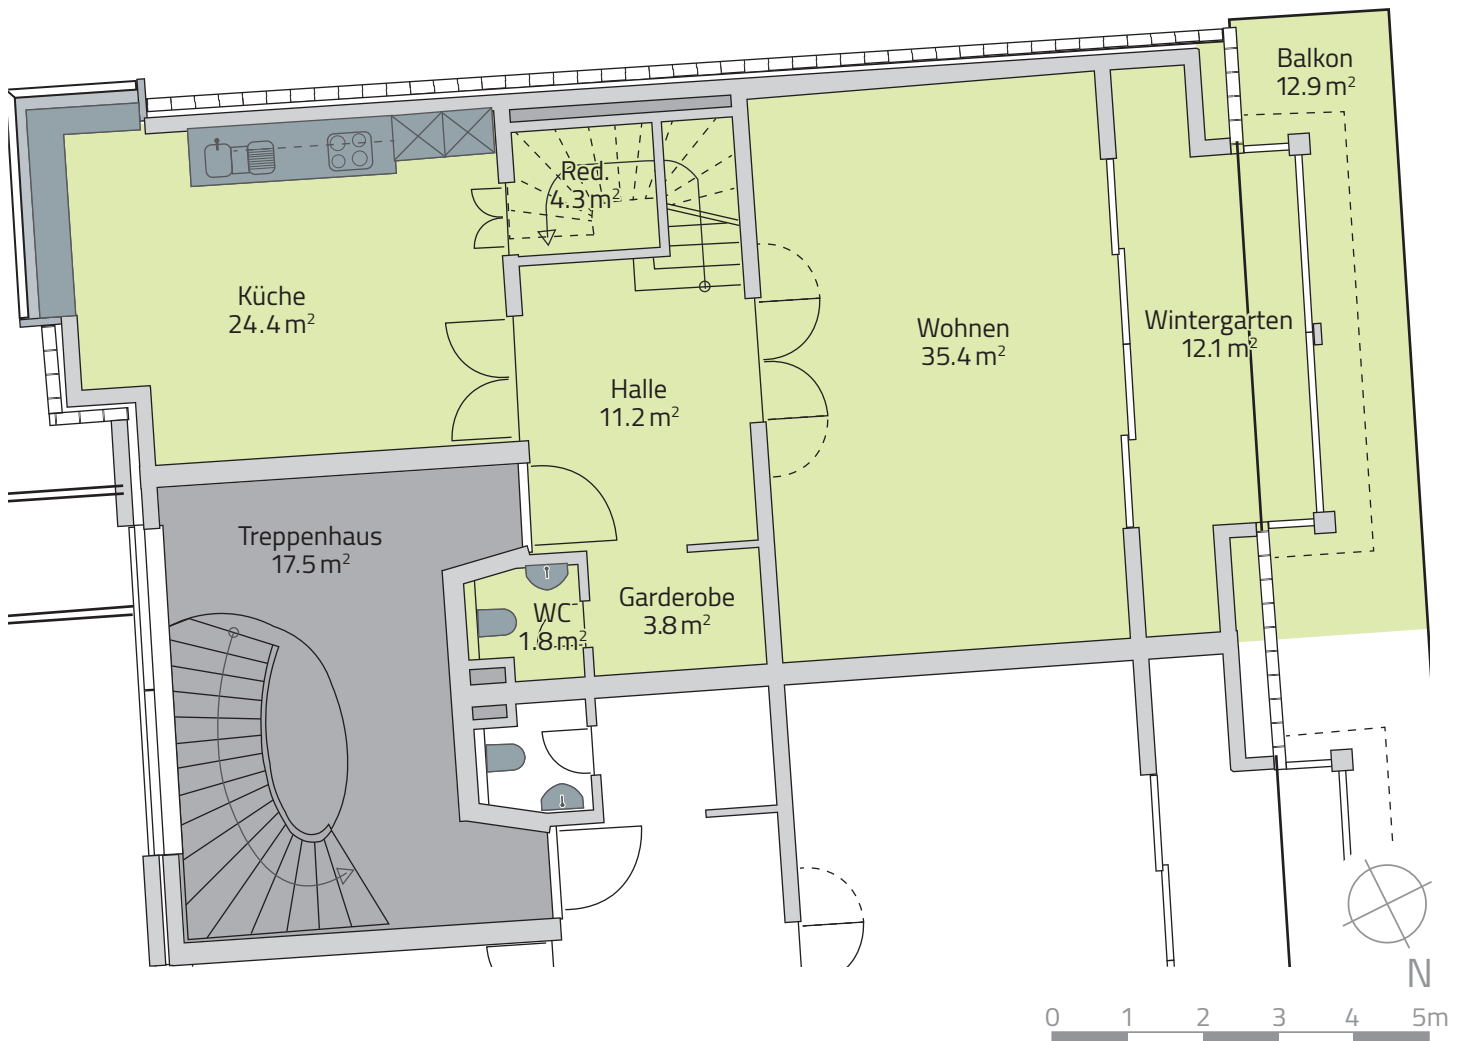 Balkon
12.9 m²
Red.
4.3 m²
Küche
24.4 m²
Wohnen
35.4 m²
Wintergarten
12.1 m²
Halle
11.2 m²
Treppenhaus
17.5 m²
WC
1.8 m²
Garderobe
3.8 m²
N
0 1 2 3 4 5m